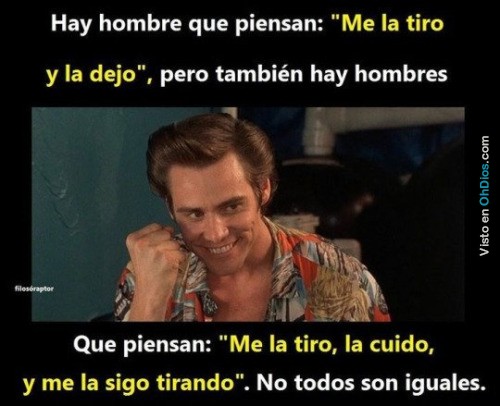 Hay hombre que piensan: "Me la tiro
y la dejo", pero también hay hombres
Visto en OhDios.com
filoséraptor
Que piensan: "Me la tiro, la cuido,
y me la sigo tirando". No todos son iguales.